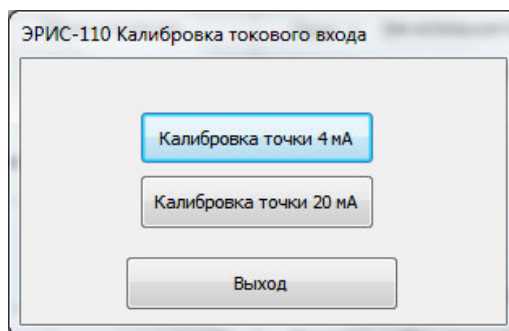 ЭРИС-110 Калибровка токового входа
Калибровка точки 4 мА
Калибровка точки 20 мА
Выход